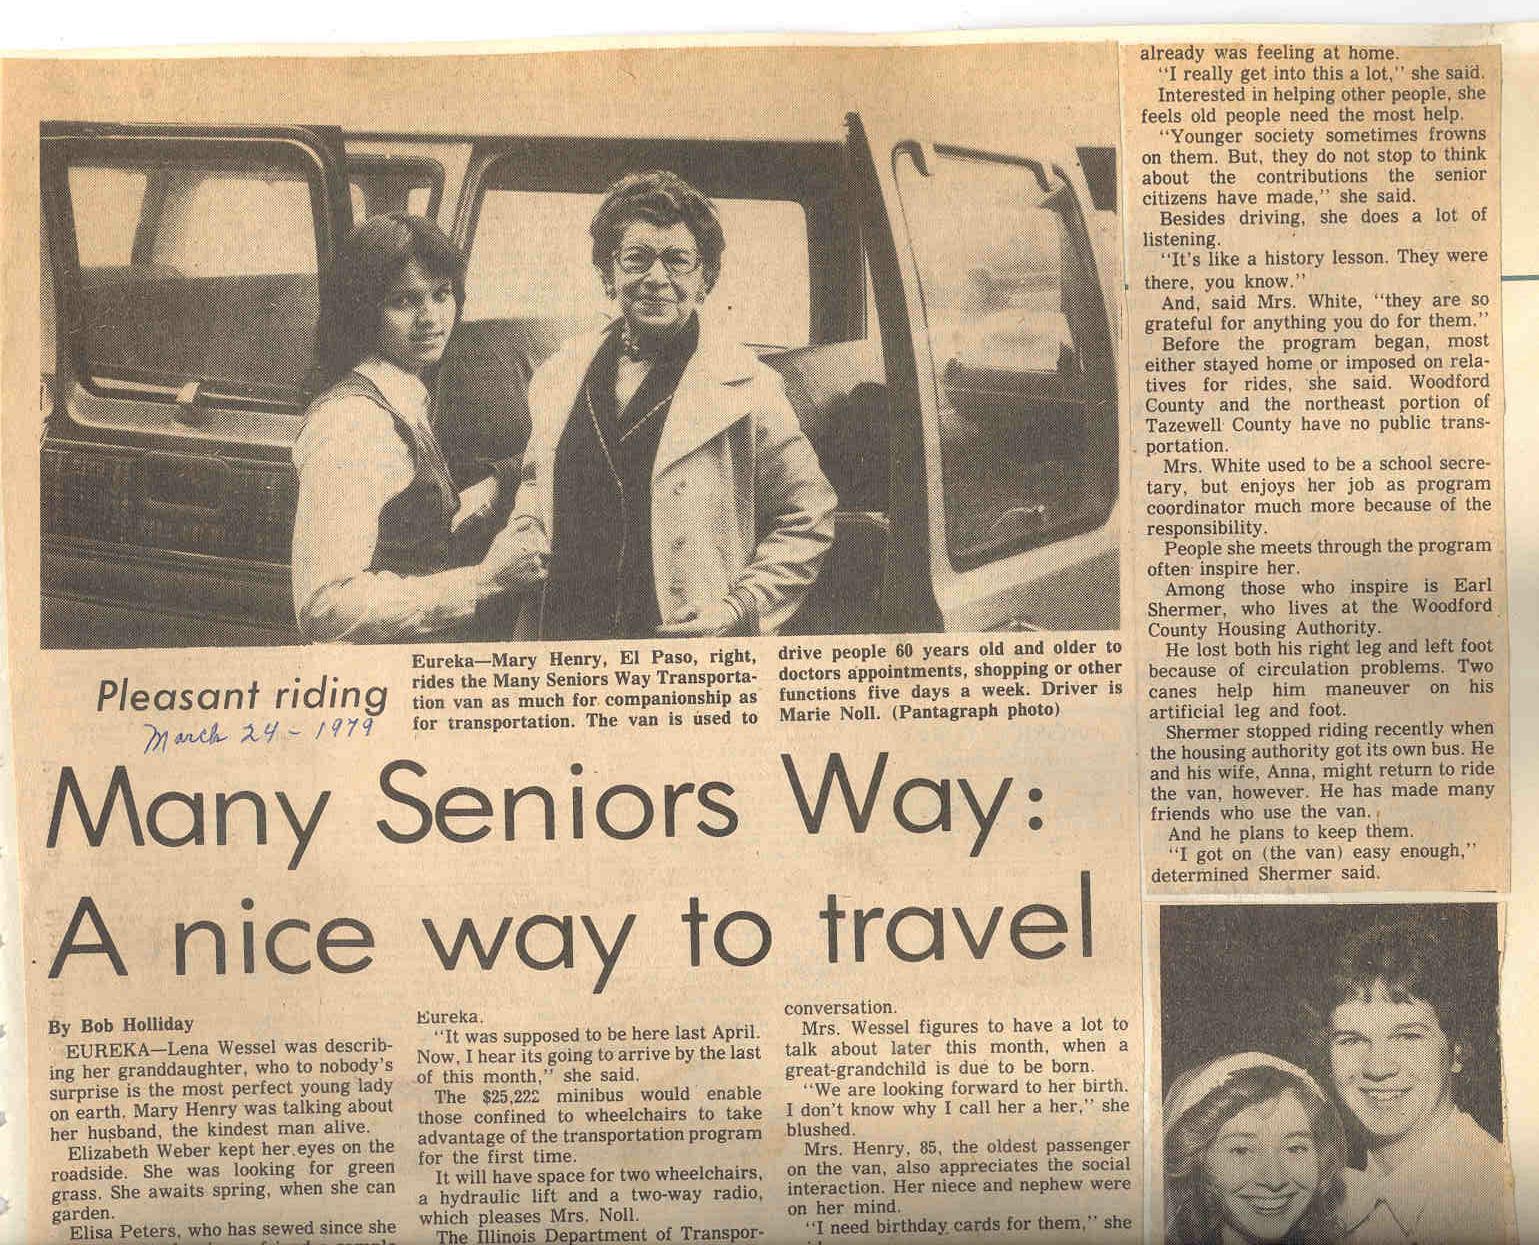 Pleasant riding
March 24 - 1979
Eureka—Mary Henry, El Paso, right,
rides the Many Seniors Way Transporta-
tion van as much for companionship as
for transportation. The van is used to
drive people 60 years old and older to
doctors appointments, shopping or other
functions five days a week. Driver is
Marie Noll. (Pantagraph photo)
Many Seniors Way:
A nice way to travel
By Bob Holliday
EUREKA—Lena Wessel was describ-
ing her granddaughter, who to nobody's
surprise is the most perfect young lady
on earth. Mary Henry was talking about
her husband, the kindest man alive.
Elizabeth Weber kept her eyes on the
roadside. She was looking for green
grass. She awaits spring, when she can
garden.
Elisa Peters, who has sewed since she
Eureka.
"It was supposed to be here last April.
Now, I hear its going to arrive by the last
of this month," she said.
The $25,222 minibus would enable
those confined to wheelchairs to take
advantage of the transportation program
for the first time.
It will have space for two wheelchairs,
a hydraulic lift and a two-way radio,
which pleases Mrs. Noll.
The Illinois Department of Transpor-
conversation.
Mrs. Wessel figures to have a lot to
talk about later this month, when a
great-grandchild is due to be born.
"We are looking forward to her birth.
I don't know why I call her a her," she
blushed.
Mrs. Henry, 85, the oldest passenger
on the van, also appreciates the social
interaction. Her niece and nephew were
on her mind.
"I need birthday cards for them," she
already was feeling at home.
"I really get into this a lot," she said.
Interested in helping other people, she
feels old people need the most help.
"Younger society sometimes frowns
on them. But, they do not stop to think
about the contributions the senior
citizens have made," she said.
Besides driving, she does a lot of
listening.
"It's like a history lesson. They were
there, you know."
And, said Mrs. White, "they are so
grateful for anything you do for them."
Before the program began, most
either stayed home or imposed on rela-
tives for rides, she said. Woodford
County and the northeast portion of
Tazewell County have no public trans-
portation.
Mrs. White used to be a school secre-
tary, but enjoys her job as program
coordinator much more because of the
responsibility.
People she meets through the program
often inspire her.
Among those who inspire is Earl
Shermer, who lives at the Woodford
County Housing Authority.
He lost both his right leg and left foot
because of circulation problems. Two
canes help him maneuver on his
artificial leg and foot.
Shermer stopped riding recently when
the housing authority got its own bus. He
and his wife, Anna, might return to ride
the van, however. He has made many
friends who use the van.
And he plans to keep them.
"I got on (the van) easy enough,"
determined Shermer said.